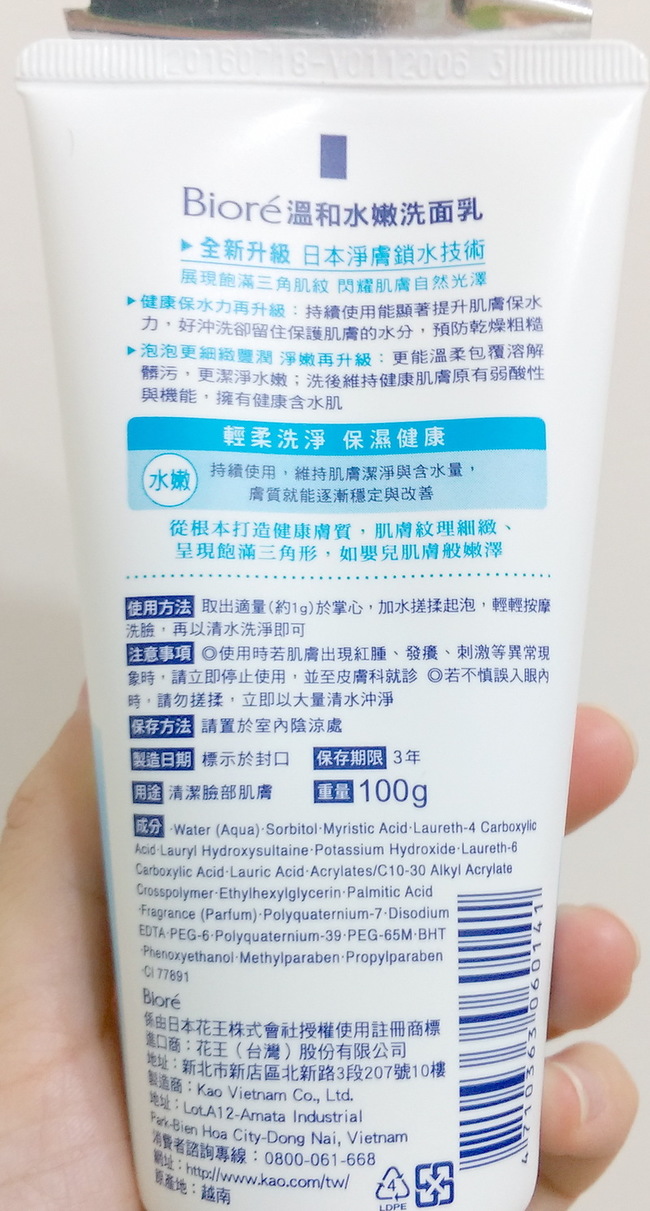 20160718-V0112006 3
Bioré溫和水嫩洗面乳
▶全新升級 日本淨膚鎖水技術
展現飽滿三角肌紋 閃耀肌膚自然光澤
▶健康保水力再升級：持續使用能顯著提升肌膚保水
力，好沖洗卻留住保護肌膚的水分，預防乾燥粗糙
▶泡泡更細緻豐潤 淨嫩再升級：更能溫柔包覆溶解
髒污，更潔淨水嫩；洗後維持健康肌膚原有弱酸性
與機能，擁有健康含水肌
輕柔洗淨 保濕健康
水嫩
持續使用，維持肌膚潔淨與含水量，
膚質就能逐漸穩定與改善
從根本打造健康膚質，肌膚紋理細緻、
呈現飽滿三角形，如嬰兒肌膚般嫩澤
使用方法 取出適量(約1g)於掌心，加水搓揉起泡，輕輕按摩
洗臉，再以清水洗淨即可
注意事項 ◎使用時若肌膚出現紅腫、發癢、刺激等異常現
象時，請立即停止使用，並至皮膚科就診 ◎若不慎誤入眼內
時，請勿搓揉，立即以大量清水沖淨
保存方法 請置於室內陰涼處
製造日期 標示於封口 保存期限 3年
用途 清潔臉部肌膚 重量 100g
成分 ·Water (Aqua)·Sorbitol·Myristic Acid·Laureth-4 Carboxylic
Acid·Lauryl Hydroxysultaine·Potassium Hydroxide·Laureth-6
Carboxylic Acid·Lauric Acid·Acrylates/C10-30 Alkyl Acrylate
Crosspolymer·Ethylhexylglycerin·Palmitic Acid
·Fragrance (Parfum)·Polyquaternium-7·Disodium
EDTA·PEG-6·Polyquaternium-39·PEG-65M·BHT
·Phenoxyethanol·Methylparaben·Propylparaben
·CI 77891
Bioré
係由日本花王株式會社授權使用註冊商標
進口商：花王（台灣）股份有限公司
地址：新北市新店區北新路3段207號10樓
製造商：Kao Vietnam Co., Ltd.
地址：Lot.A12-Amata Industrial
Park-Bien Hoa City-Dong Nai, Vietnam
消費者諮詢專線：0800-061-668
網址：http://www.kao.com/tw/
原產地：越南
4 710363 060141
4
LDPE